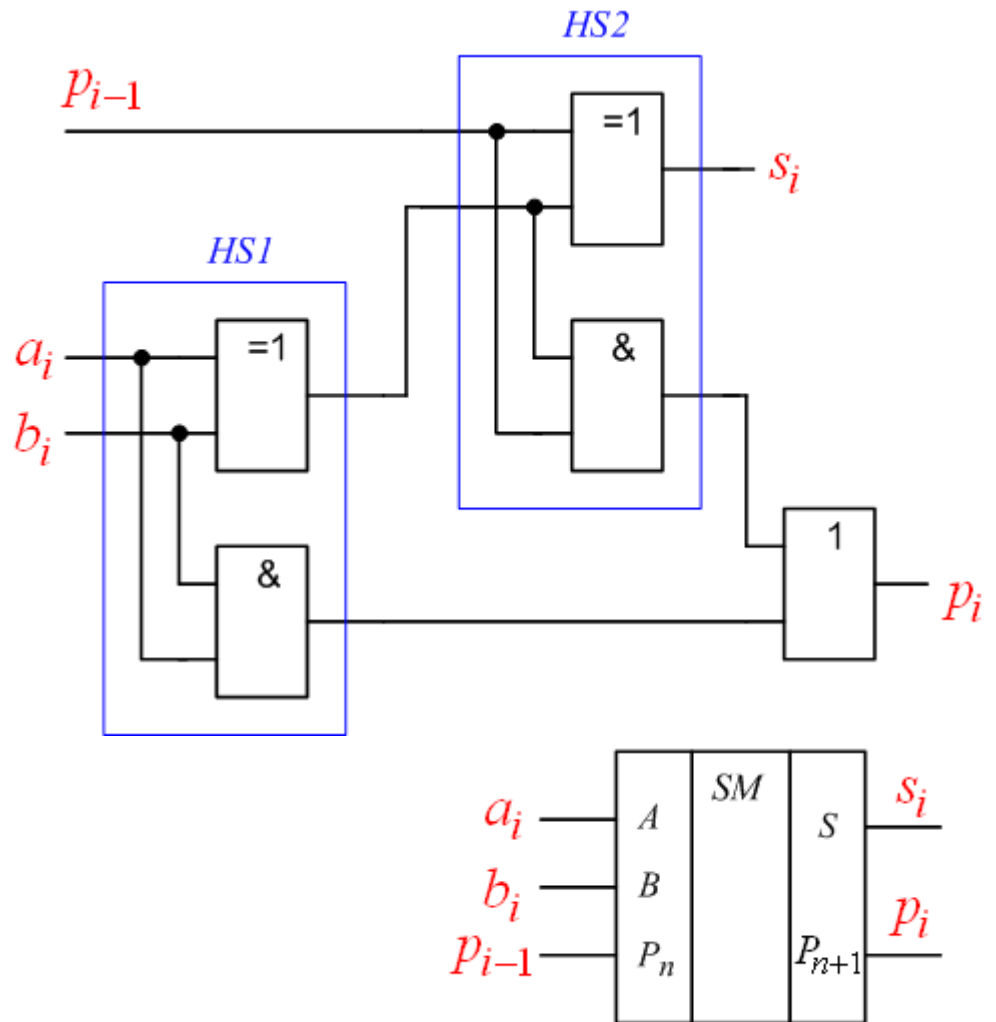 HS2
p_{i-1}
=1
s_i
HS1
a_i
=1
&
b_i
&
1
p_i
SM
s_i
a_i
A
S
b_i
B
p_i
p_{i-1}
P_n
P_{n+1}